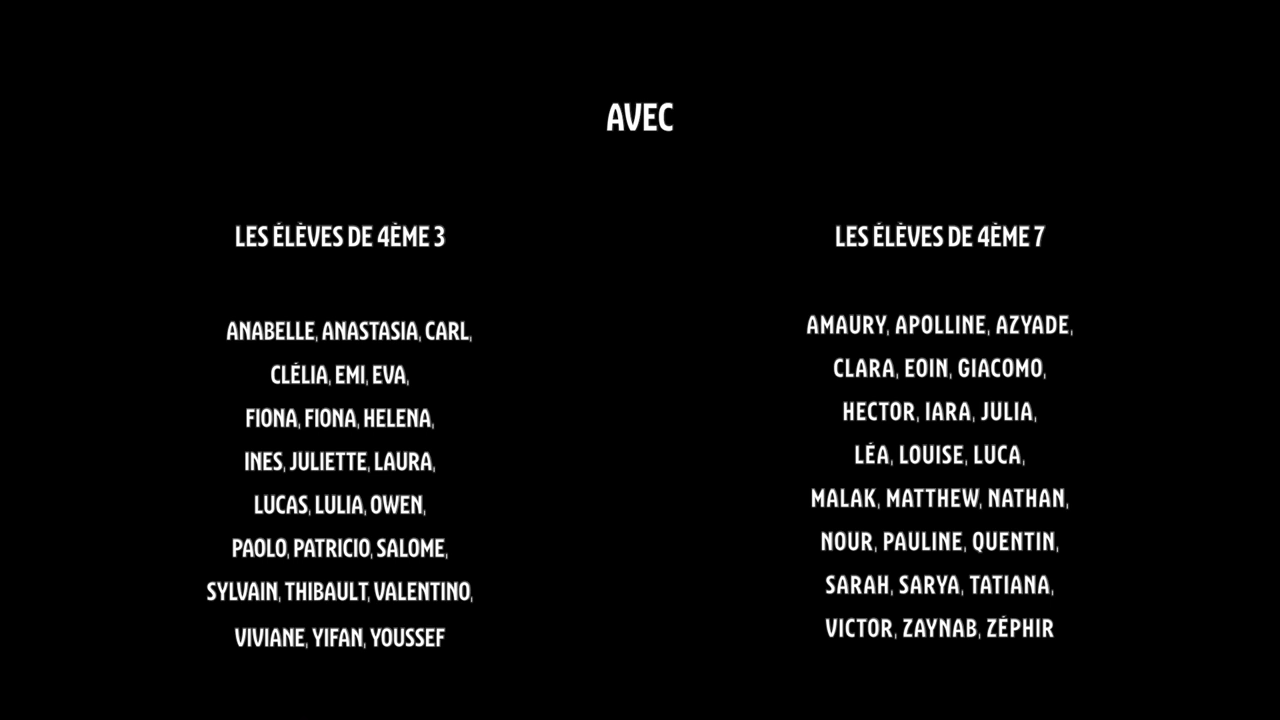 AVEC
LES ÉLÈVES DE 4ÈME 3
ANABELLE, ANASTASIA, CARL,
CLÉLIA, EMI, EVA,
FIONA, FIONA, HELENA,
INES, JULIETTE, LAURA,
LUCAS, LULIA, OWEN,
PAOLO, PATRICIO, SALOME,
SYLVAIN, THIBAULT, VALENTINO,
VIVIANE, YIFAN, YOUSSEF
LES ÉLÈVES DE 4ÈME 7
AMAURY, APOLLINE, AZYADE,
CLARA, EOIN, GIACOMO,
HECTOR, IARA, JULIA,
LÉA, LOUISE, LUCA,
MALAK, MATTHEW, NATHAN,
NOUR, PAULINE, QUENTIN,
SARAH, SARYA, TATIANA,
VICTOR, ZAYNAB, ZÉPHIR